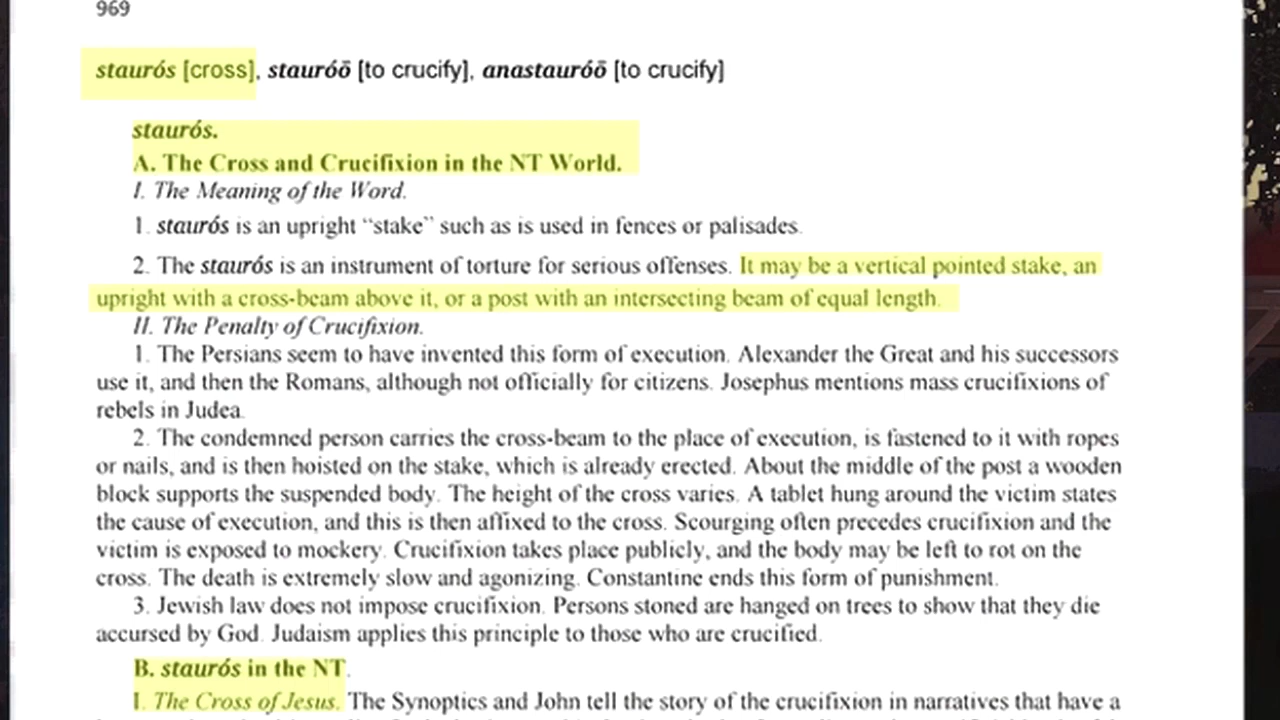 969
staurós [cross], stauróō [to crucify], anastauróō [to crucify]
staurós.
A. The Cross and Crucifixion in the NT World.
I. The Meaning of the Word.
1. staurós is an upright “stake” such as is used in fences or palisades.
2. The staurós is an instrument of torture for serious offenses. It may be a vertical pointed stake, an
upright with a cross-beam above it, or a post with an intersecting beam of equal length.
II. The Penalty of Crucifixion.
1. The Persians seem to have invented this form of execution. Alexander the Great and his successors
use it, and then the Romans, although not officially for citizens. Josephus mentions mass crucifixions of
rebels in Judea.
2. The condemned person carries the cross-beam to the place of execution, is fastened to it with ropes
or nails, and is then hoisted on the stake, which is already erected. About the middle of the post a wooden
block supports the suspended body. The height of the cross varies. A tablet hung around the victim states
the cause of execution, and this is then affixed to the cross. Scourging often precedes crucifixion and the
victim is exposed to mockery. Crucifixion takes place publicly, and the body may be left to rot on the
cross. The death is extremely slow and agonizing. Constantine ends this form of punishment.
3. Jewish law does not impose crucifixion. Persons stoned are hanged on trees to show that they die
accursed by God. Judaism applies this principle to those who are crucified.
B. staurós in the NT.
I. The Cross of Jesus. The Synoptics and John tell the story of the crucifixion in narratives that have a